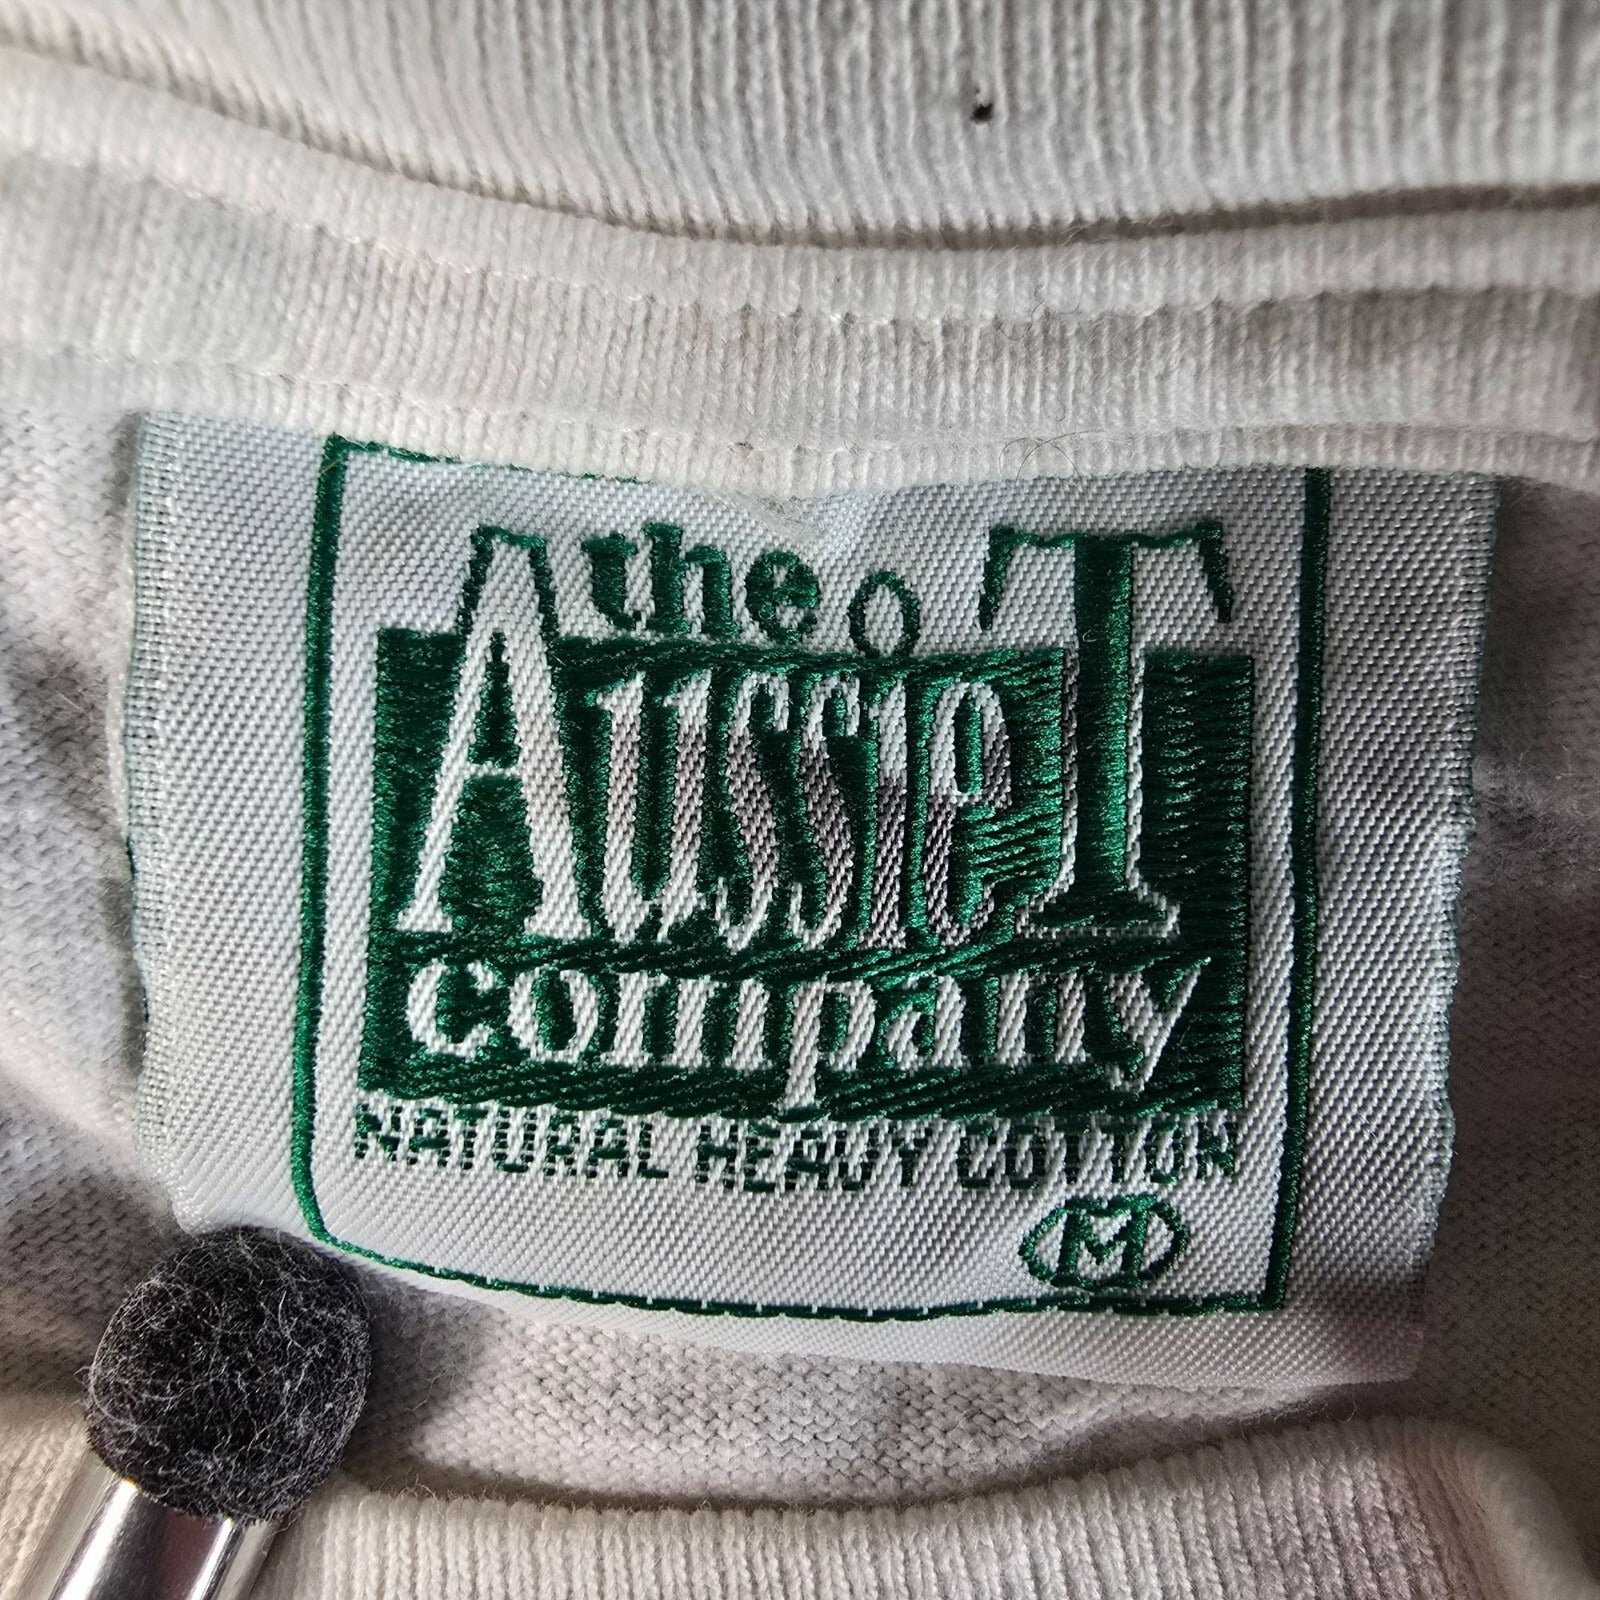 the
Aussie T
company
NATURAL HEAVY COTTON
M